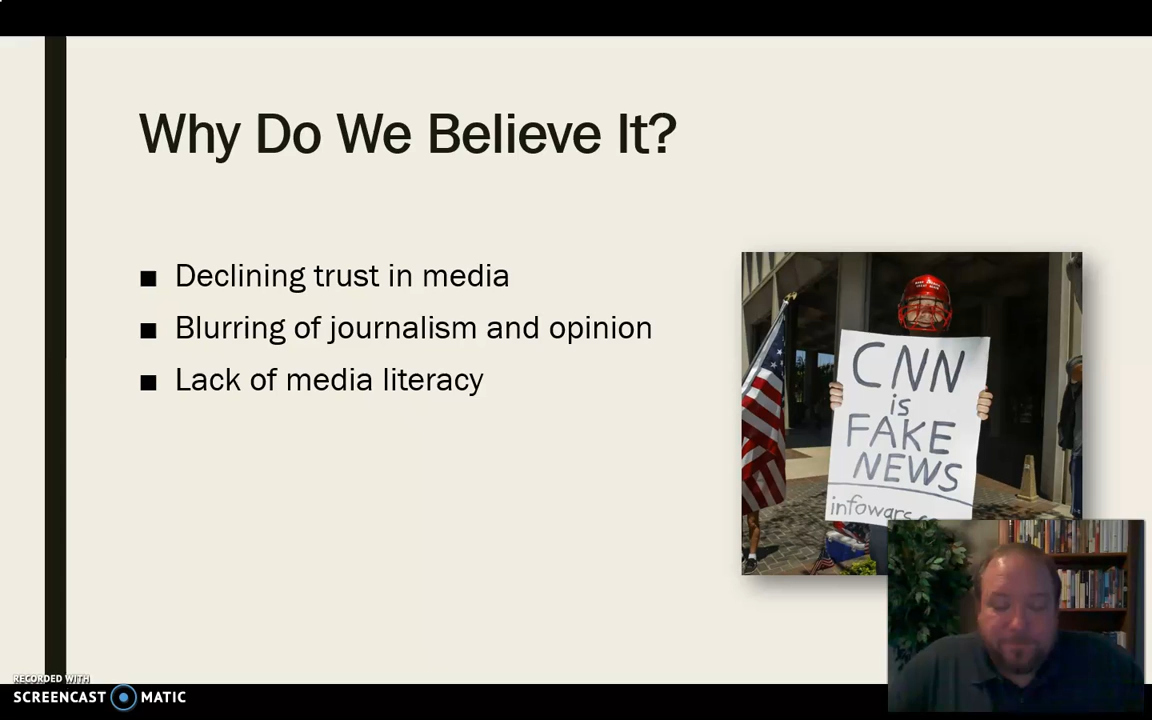 Why Do We Believe It?
■ Declining trust in media
■ Blurring of journalism and opinion
■ Lack of media literacy
CNN
is
FAKE
NEWS
RECORDED WITH
SCREENCAST MATIC